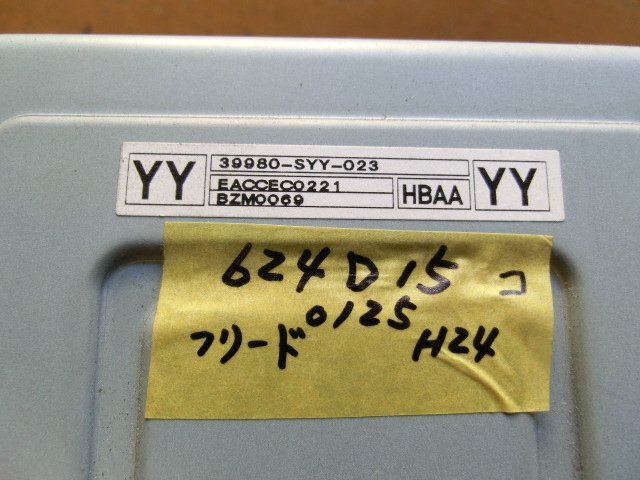 YY 39980-SYY-023 YY
EACCEC0221 HBAA
BZM0069
624D15 コ
0125
フリード H24